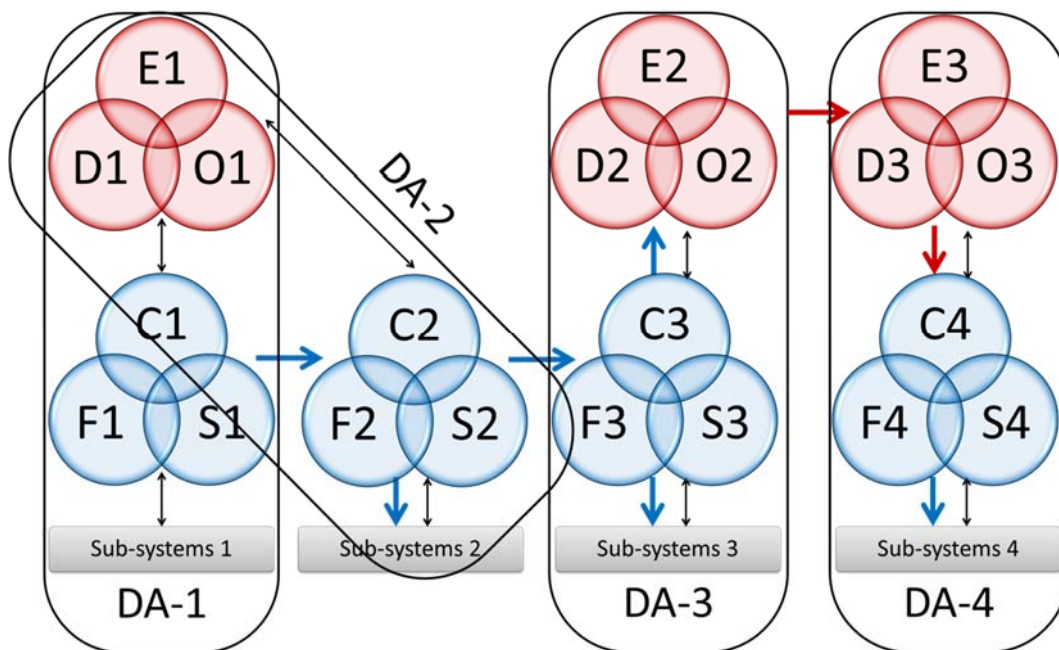 E1
D1 O1
DA-2
E2
D2 O2
E3
D3 O3
C1
F1 S1
C2
F2 S2
C3
F3 S3
C4
F4 S4
Sub-systems 1
Sub-systems 2
Sub-systems 3
Sub-systems 4
DA-1
DA-3
DA-4